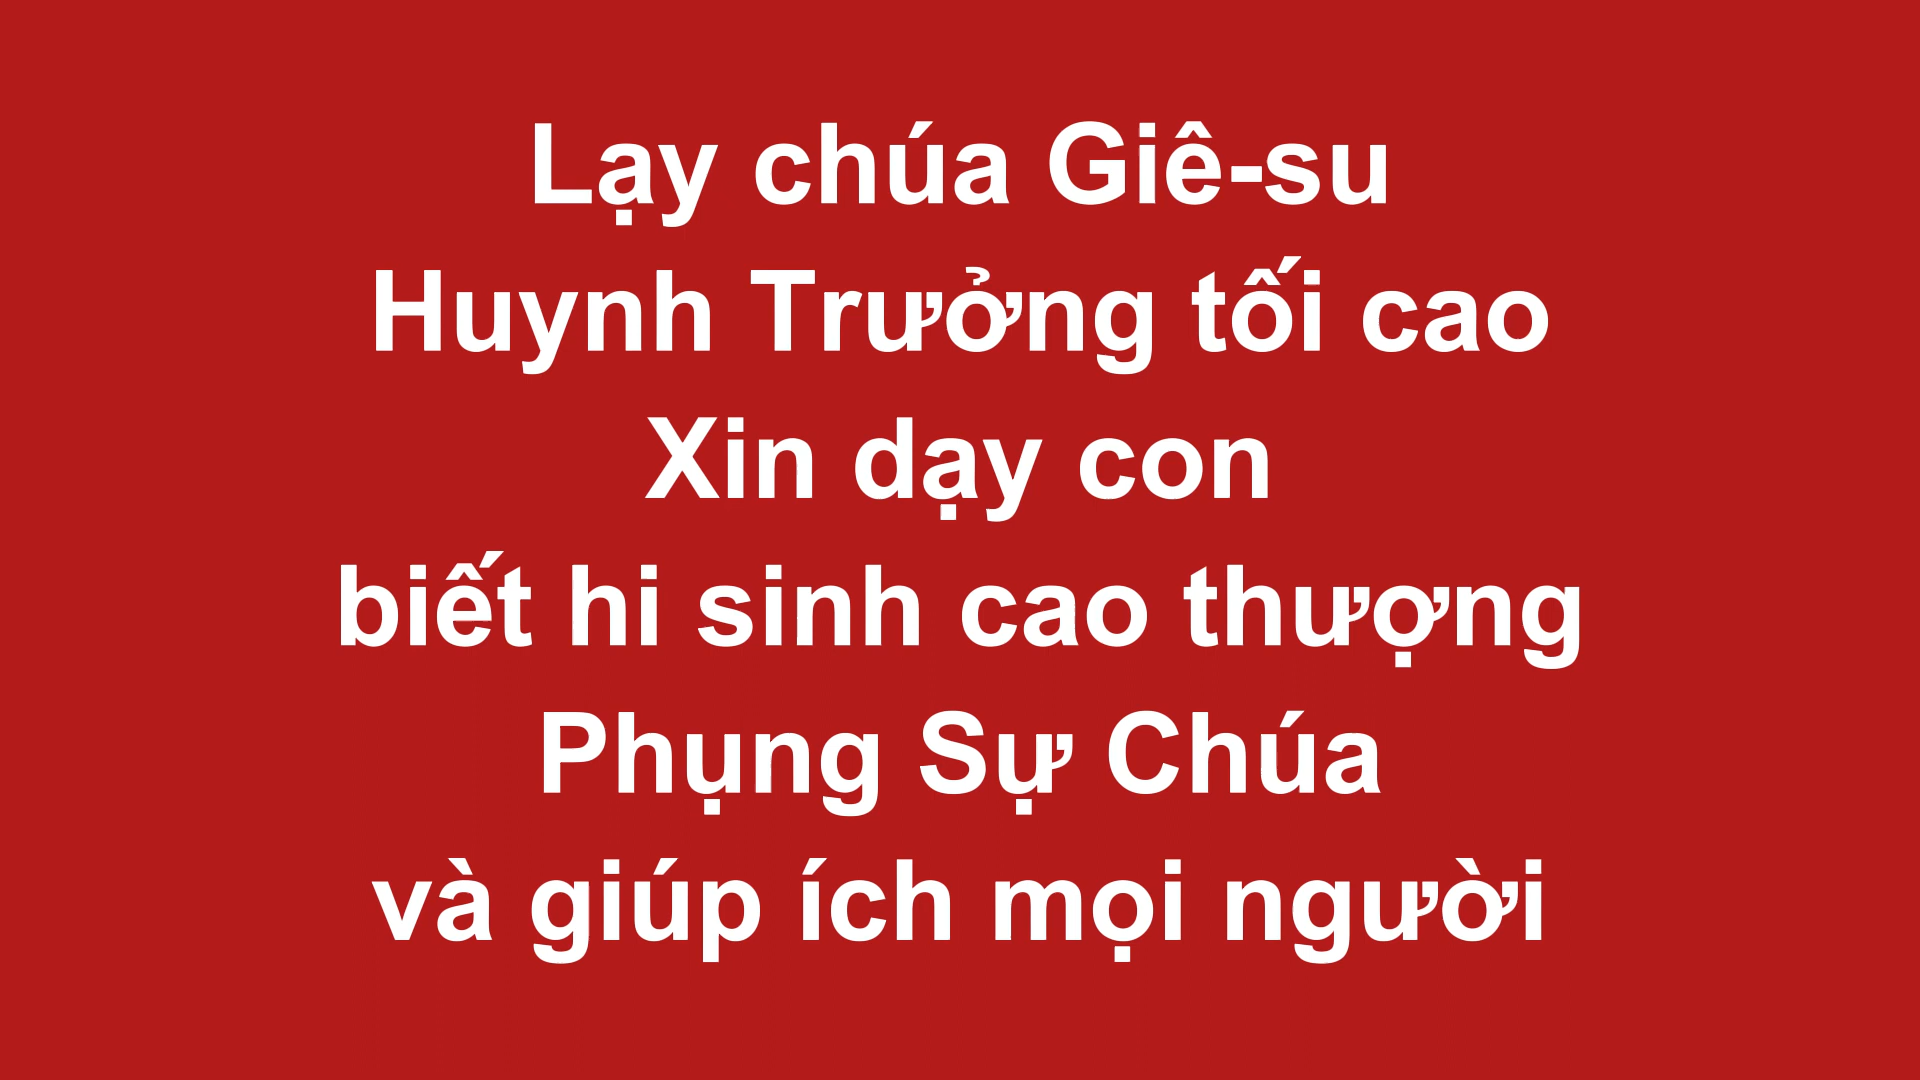 Lạy chúa Giê-su
Huynh Trưởng tối cao
Xin dạy con
biết hi sinh cao thượng
Phụng Sự Chúa
và giúp ích mọi người